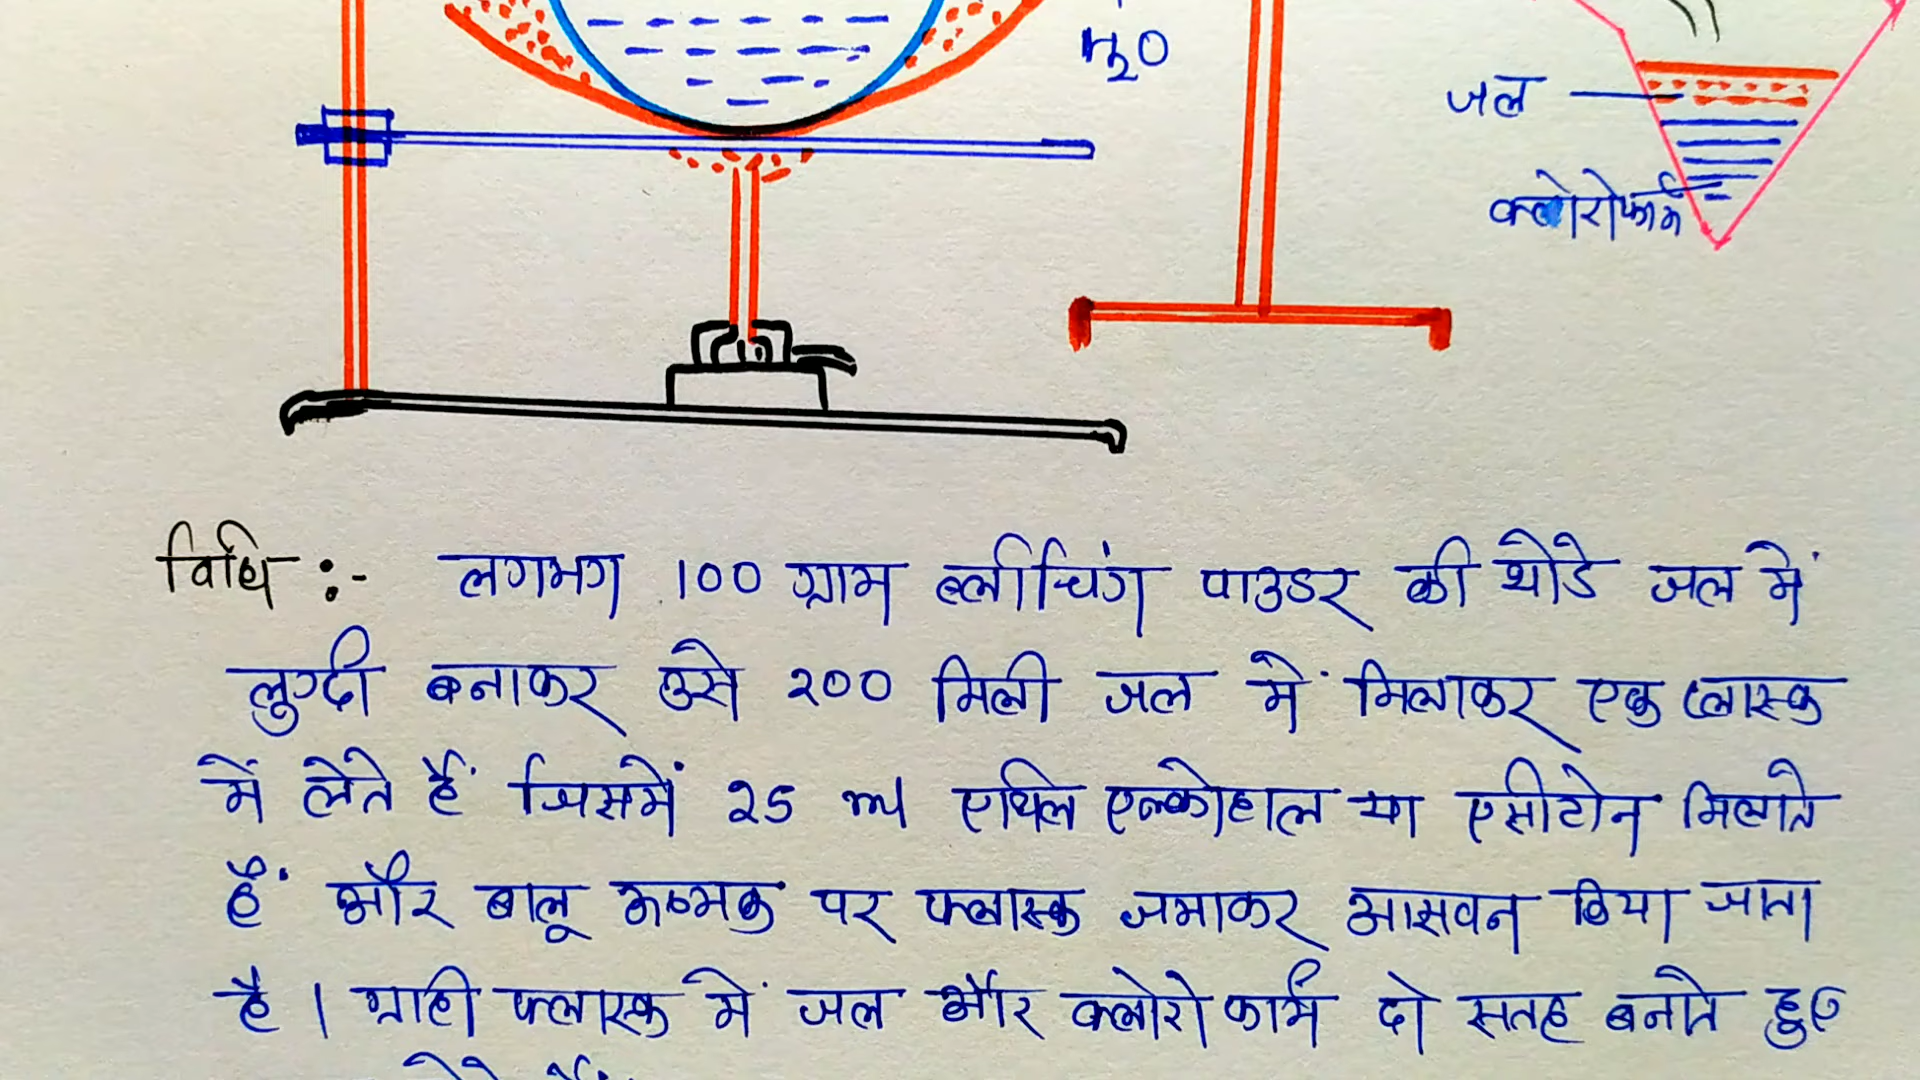 H2O
जल
क्लोरोफार्म
विधि :- लगभग 100 ग्राम ब्लीचिंग पाउडर की थोडे जल में
लुग्दी बनाकर उसे 200 मिली जल में मिलाकर एक फ्लास्क
में लेते हैं जिसमें 25 ml एथिल एल्कोहाल या एसीटोन मिलाते
हैं और बालू ऊष्मक पर फ्लास्क जमाकर आसवन किया जाता
है । ग्राही फ्लास्क में जल और क्लोरोफार्म दो सतह बनाते हुए